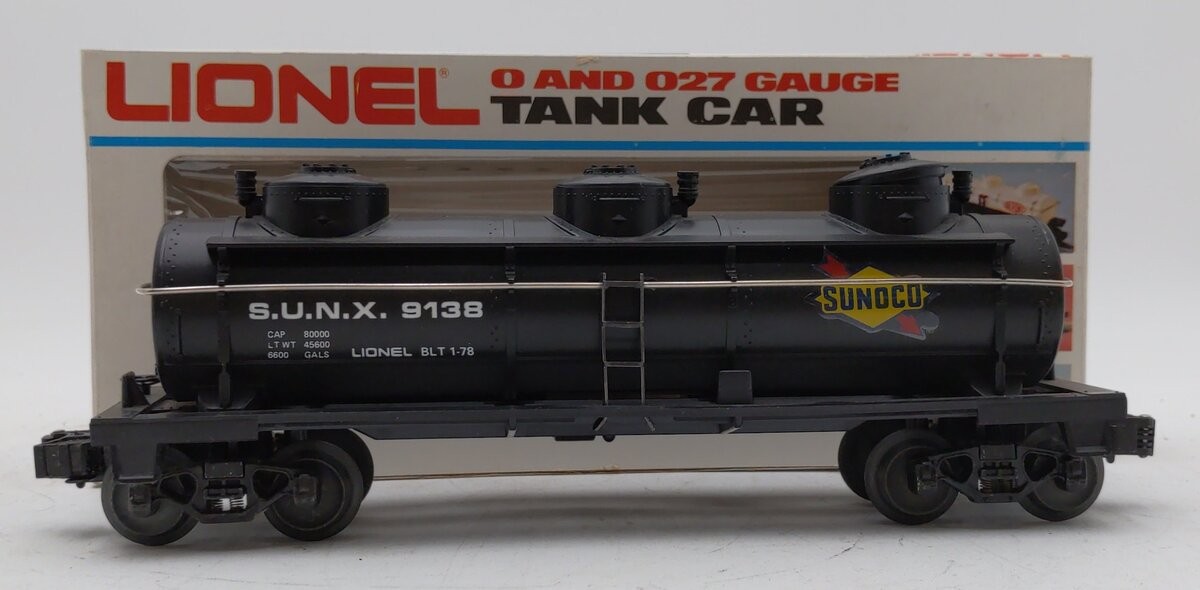 LIONEL®
O AND O27 GAUGE
TANK CAR
S.U.N.X. 9138
CAP 80000
LT WT 45600
6600 GALS
LIONEL BLT 1-78
SUNOCO